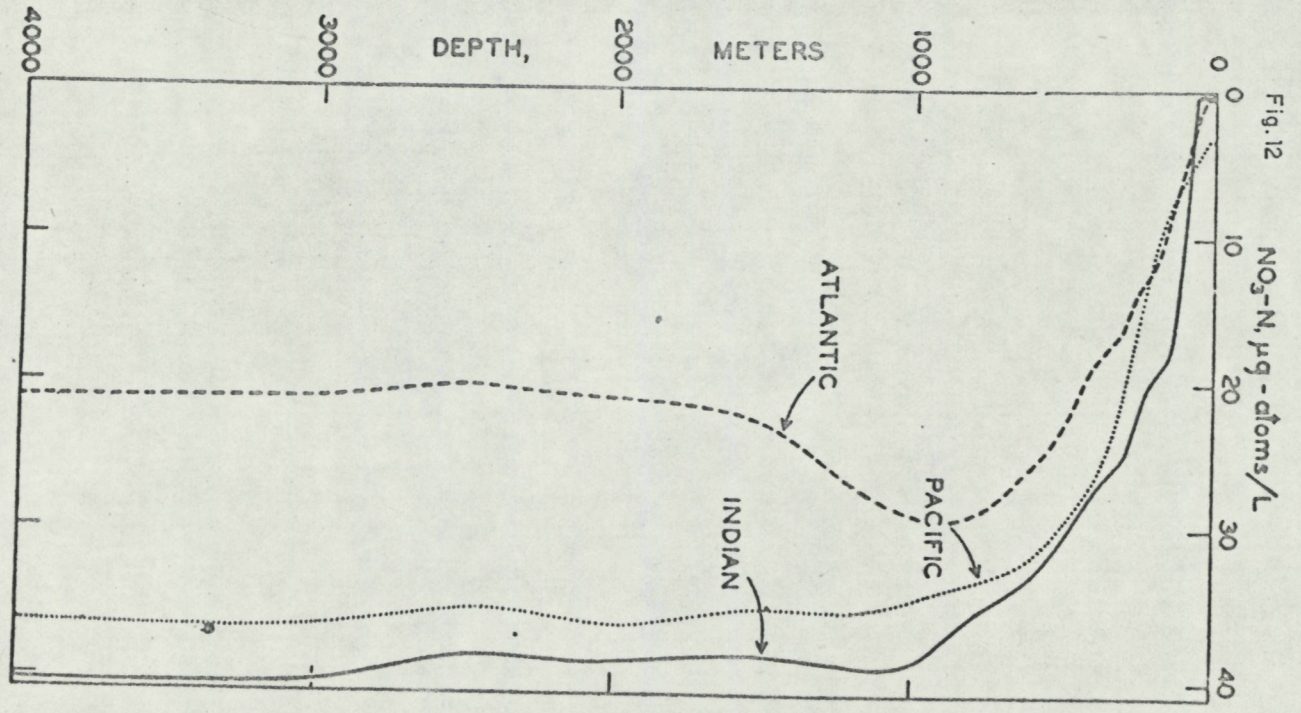 Fig. 12
NO₃-N, µg-atoms/L
0 10 20 30 40
0
1000
2000
3000
4000
DEPTH, METERS
ATLANTIC
PACIFIC
INDIAN